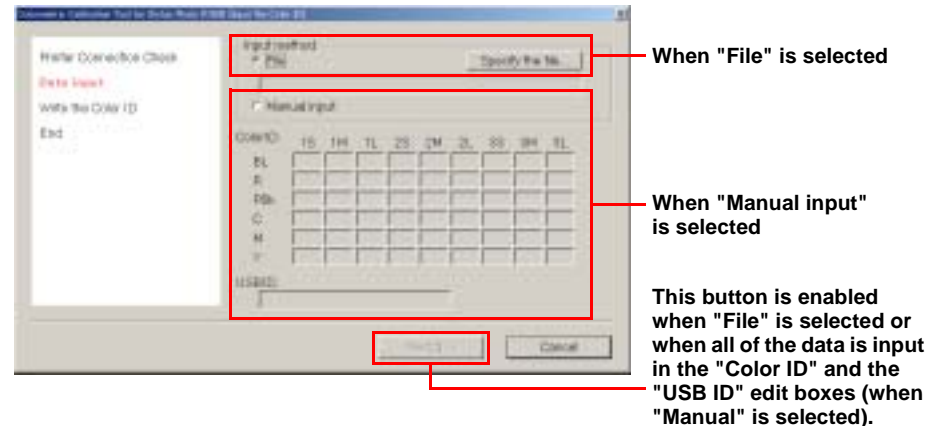 Printer Connection Check
Data Input
Write the Color ID
End
Input method
File
Specify the file...
Manual input
Color ID
1S 1M 1L 2S 2M 2L 3S 3M 3L
BL
R
C
M
Y
USB ID
Cancel
When "File" is selected
When "Manual input"
is selected
This button is enabled
when "File" is selected or
when all of the data is input
in the "Color ID" and the
"USB ID" edit boxes (when
"Manual" is selected).